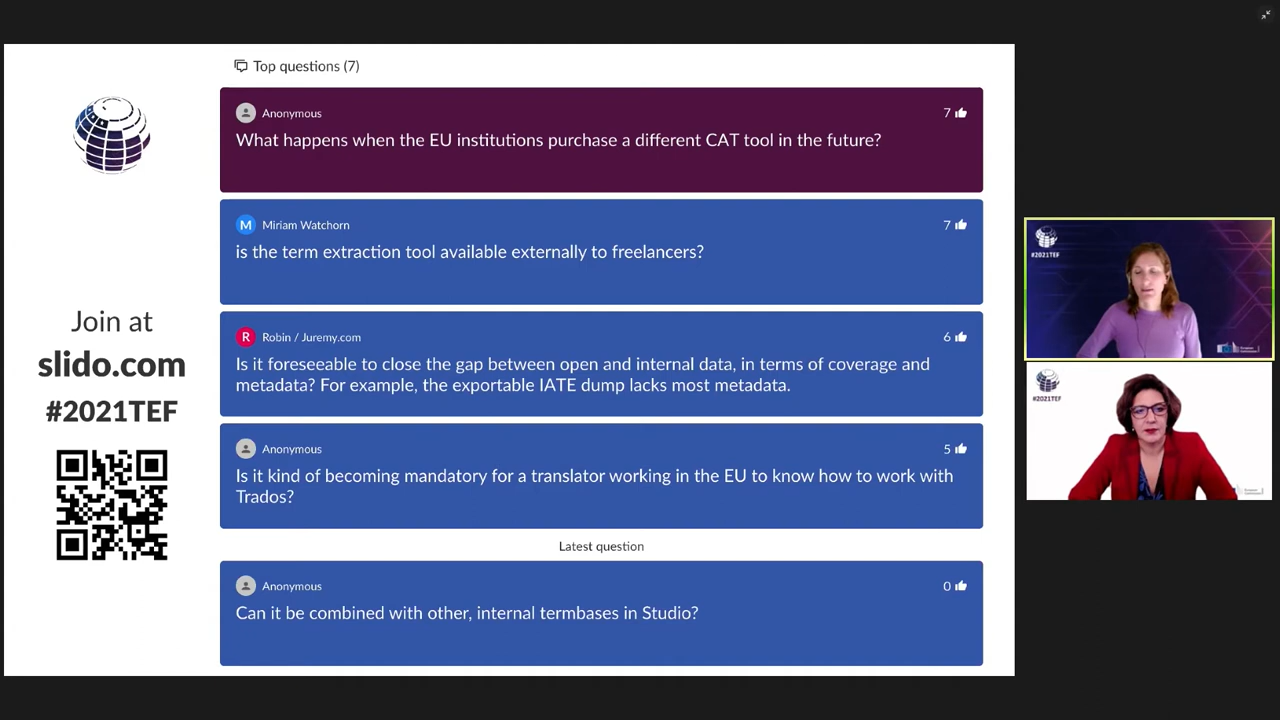 Top questions (7)
Anonymous
7
What happens when the EU institutions purchase a different CAT tool in the future?
M
Miriam Watchorn
7
is the term extraction tool available externally to freelancers?
R
Robin / Juremy.com
6
Is it foreseeable to close the gap between open and internal data, in terms of coverage and
metadata? For example, the exportable IATE dump lacks most metadata.
Anonymous
5
Is it kind of becoming mandatory for a translator working in the EU to know how to work with
Trados?
Latest question
Anonymous
0
Can it be combined with other, internal termbases in Studio?
Join at
slido.com
#2021TEF
#2021TEF
#2021TEF